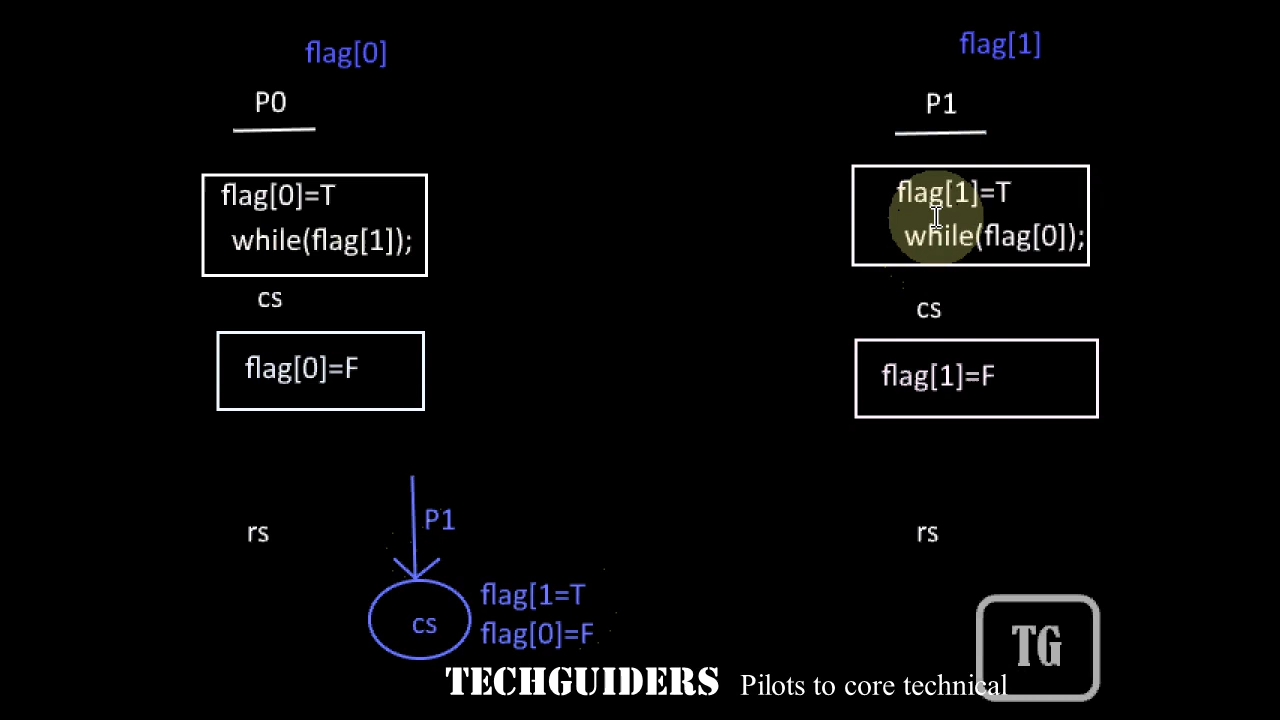 flag[0]
P0
flag[0]=T
while(flag[1]);
cs
flag[0]=F
rs
flag[1]
P1
flag[1]=T
while(flag[0]);
cs
flag[1]=F
rs
P1
cs
flag[1=T
flag[0]=F
TG
TECHGUIDERS Pilots to core technical